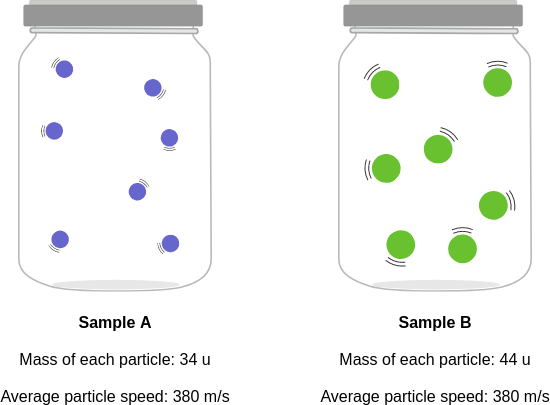 Sample A
Mass of each particle: 34 u
Average particle speed: 380 m/s
Sample B
Mass of each particle: 44 u
Average particle speed: 380 m/s